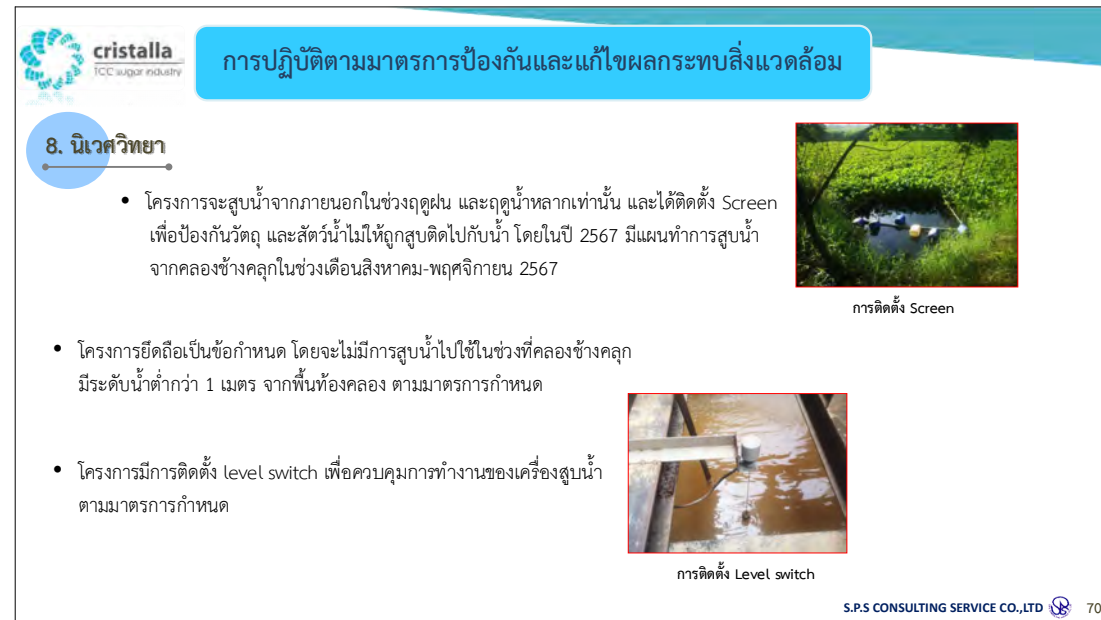 cristalla
TCC sugar industry
การปฏิบัติตามมาตรการป้องกันและแก้ไขผลกระทบสิ่งแวดล้อม
8. นิเวศวิทยา
• โครงการจะสูบน้ำจากภายนอกในช่วงฤดูฝน และฤดูน้ำหลากเท่านั้น และได้ติดตั้ง Screen
เพื่อป้องกันวัตถุ และสัตว์น้ำไม่ให้ถูกสูบติดไปกับน้ำ โดยในปี 2567 มีแผนทำการสูบน้ำ
จากคลองช้างคลุกในช่วงเดือนสิงหาคม-พฤศจิกายน 2567
การติดตั้ง Screen
• โครงการยึดถือเป็นข้อกำหนด โดยจะไม่มีการสูบน้ำไปใช้ในช่วงที่คลองช้างคลุก
มีระดับน้ำต่ำกว่า 1 เมตร จากพื้นท้องคลอง ตามมาตรการกำหนด
• โครงการมีการติดตั้ง level switch เพื่อควบคุมการทำงานของเครื่องสูบน้ำ
ตามมาตรการกำหนด
การติดตั้ง Level switch
S.P.S CONSULTING SERVICE CO.,LTD 70